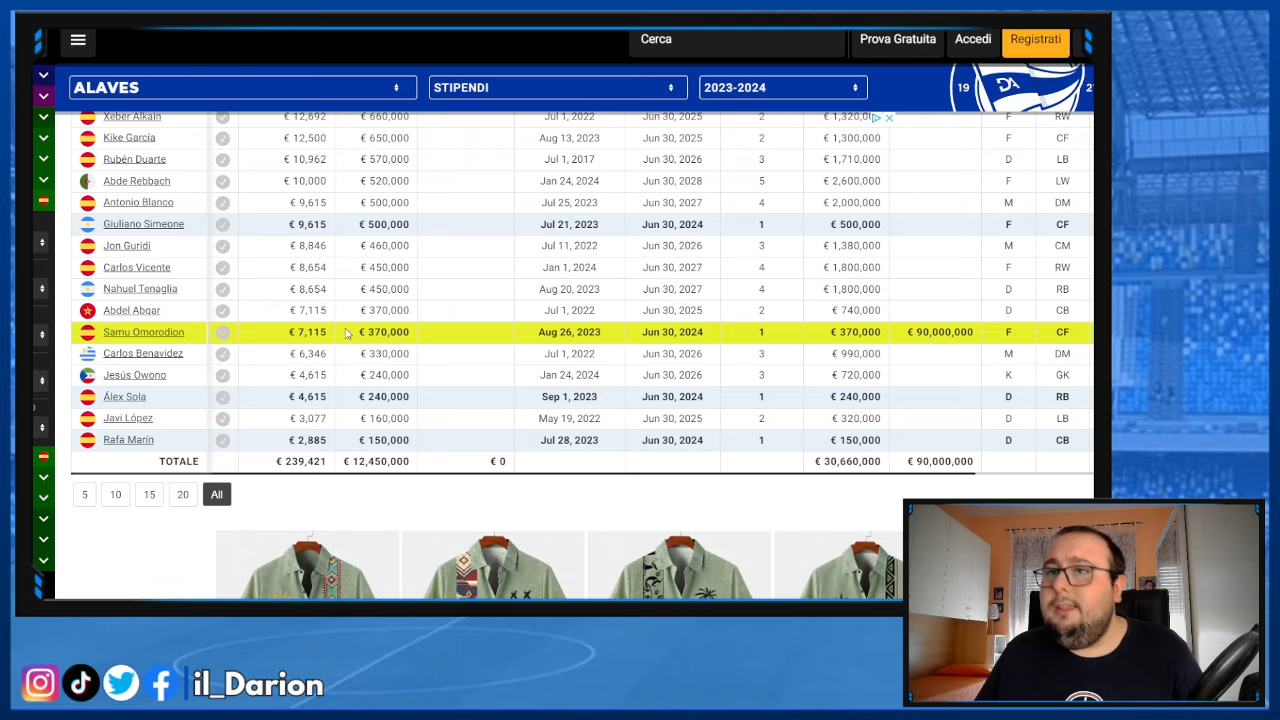 Cerca Prova Gratuita Accedi Registrati
ALAVES STIPENDI 2023-2024 19 2
Xeber Alkain € 12,692 € 660,000 Jul 1, 2022 Jun 30, 2025 2 € 1,320,0 F RW
Kike García € 12,500 € 650,000 Aug 13, 2023 Jun 30, 2025 2 € 1,300,000 F CF
Rubén Duarte € 10,962 € 570,000 Jul 1, 2017 Jun 30, 2026 3 € 1,710,000 D LB
Abde Rebbach € 10,000 € 520,000 Jan 24, 2024 Jun 30, 2028 5 € 2,600,000 F LW
Antonio Blanco € 9,615 € 500,000 Jul 25, 2023 Jun 30, 2027 4 € 2,000,000 M DM
Giuliano Simeone € 9,615 € 500,000 Jul 21, 2023 Jun 30, 2024 1 € 500,000 F CF
Jon Guridi € 8,846 € 460,000 Jul 11, 2022 Jun 30, 2026 3 € 1,380,000 M CM
Carlos Vicente € 8,654 € 450,000 Jan 1, 2024 Jun 30, 2027 4 € 1,800,000 F RW
Nahuel Tenaglia € 8,654 € 450,000 Aug 20, 2023 Jun 30, 2027 4 € 1,800,000 D RB
Abdel Abqar € 7,115 € 370,000 Jul 1, 2022 Jun 30, 2025 2 € 740,000 D CB
Samu Omorodion € 7,115 € 370,000 Aug 26, 2023 Jun 30, 2024 1 € 370,000 € 90,000,000 F CF
Carlos Benavidez € 6,346 € 330,000 Jul 1, 2022 Jun 30, 2026 3 € 990,000 M DM
Jesús Owono € 4,615 € 240,000 Jan 24, 2024 Jun 30, 2026 3 € 720,000 K GK
Álex Sola € 4,615 € 240,000 Sep 1, 2023 Jun 30, 2024 1 € 240,000 D RB
Javi López € 3,077 € 160,000 May 19, 2022 Jun 30, 2025 2 € 320,000 D LB
Rafa Marín € 2,885 € 150,000 Jul 28, 2023 Jun 30, 2024 1 € 150,000 D CB
TOTALE € 239,421 € 12,450,000 € 0 € 30,660,000 € 90,000,000
5 10 15 20 All
il_Darion